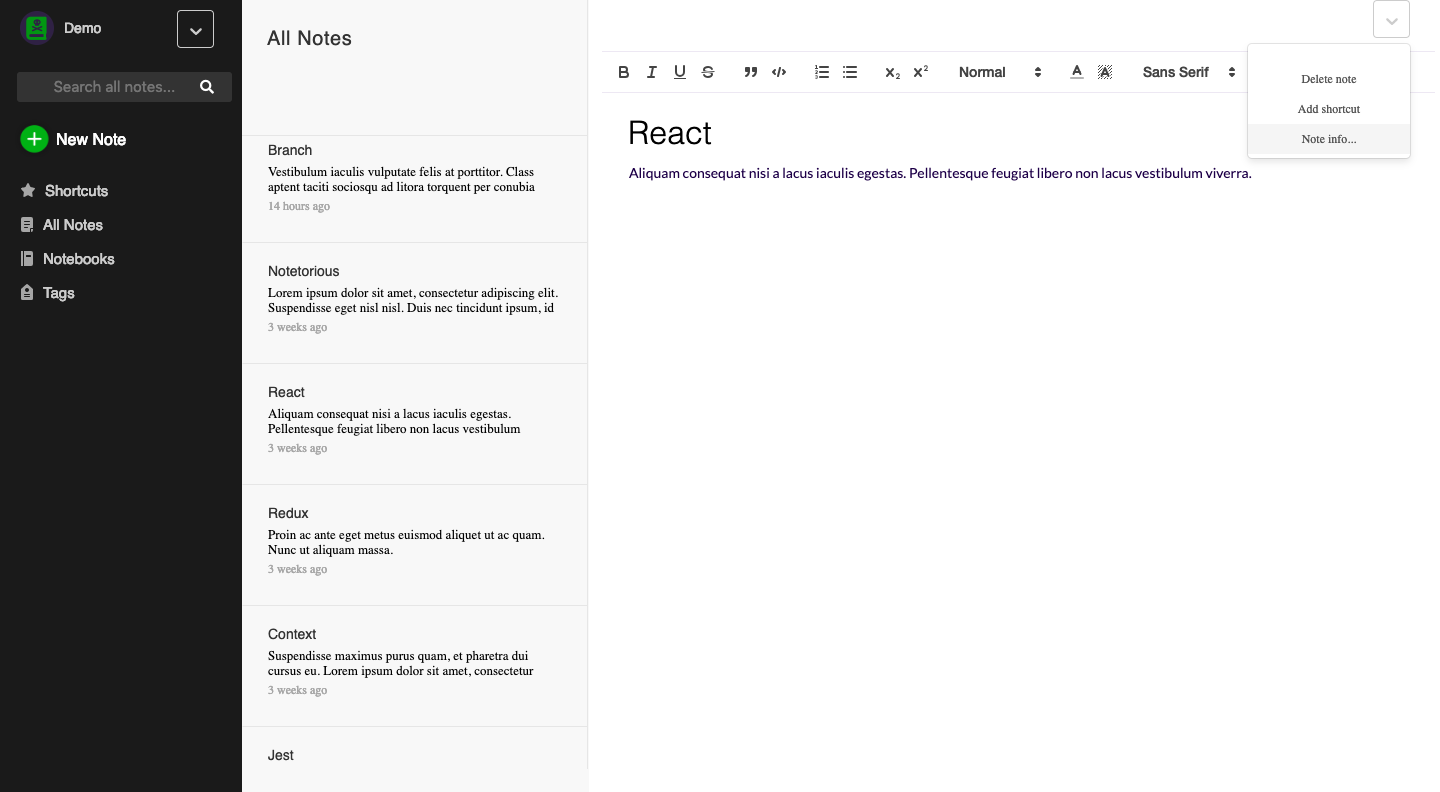 Demo
Search all notes...
New Note
Shortcuts
All Notes
Notebooks
Tags
All Notes
Branch
Vestibulum iaculis vulputate felis at porttitor. Class
aptent taciti sociosqu ad litora torquent per conubia
14 hours ago
Notetorious
Lorem ipsum dolor sit amet, consectetur adipiscing elit.
Suspendisse eget nisl nisl. Duis nec tincidunt ipsum, id
3 weeks ago
React
Aliquam consequat nisi a lacus iaculis egestas.
Pellentesque feugiat libero non lacus vestibulum
3 weeks ago
Redux
Proin ac ante eget metus euismod aliquet ut ac quam.
Nunc ut aliquam massa.
3 weeks ago
Context
Suspendisse maximus purus quam, et pharetra dui
cursus eu. Lorem ipsum dolor sit amet, consectetur
3 weeks ago
Jest
Normal
Sans Serif
Delete note
Add shortcut
Note info...
React
Aliquam consequat nisi a lacus iaculis egestas. Pellentesque feugiat libero non lacus vestibulum viverra.